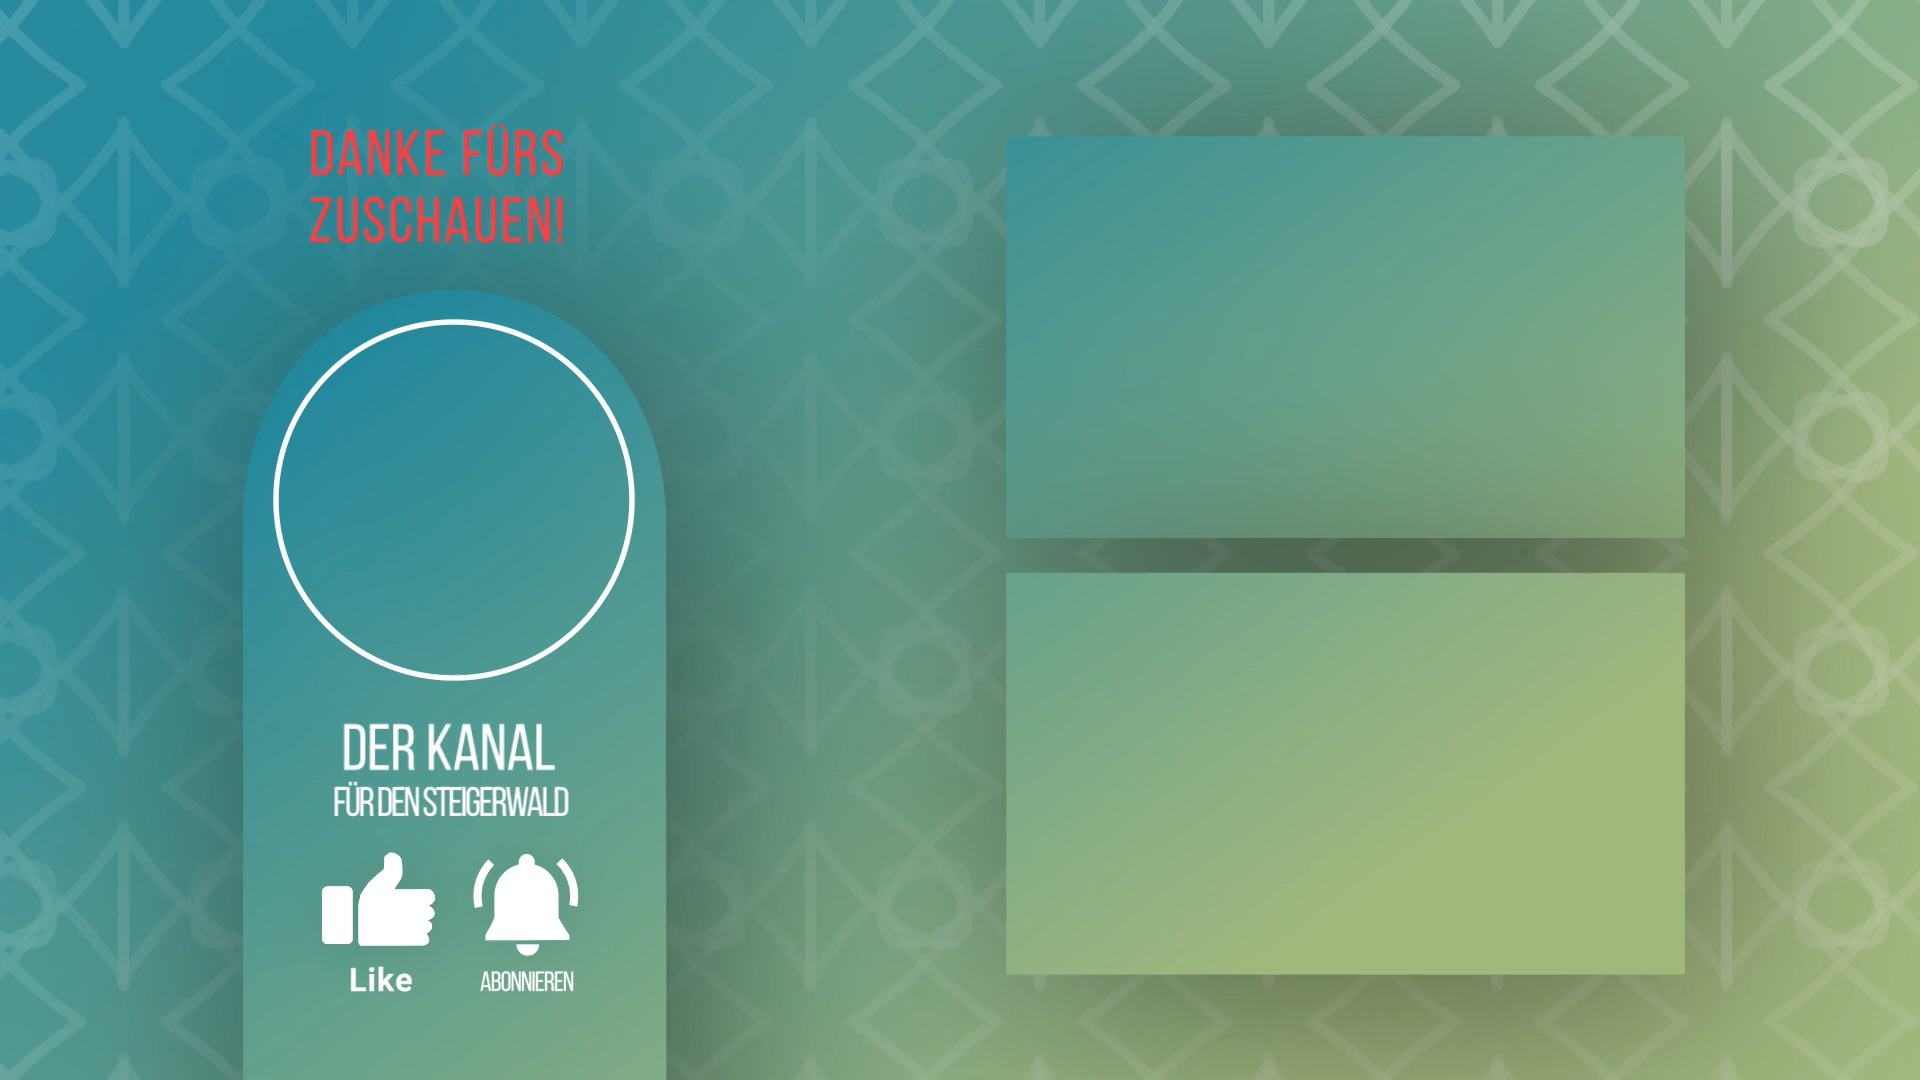 DANKE FÜRS
ZUSCHAUEN!
DER KANAL
FÜR DEN STEIGERWALD
Like
ABONNIEREN